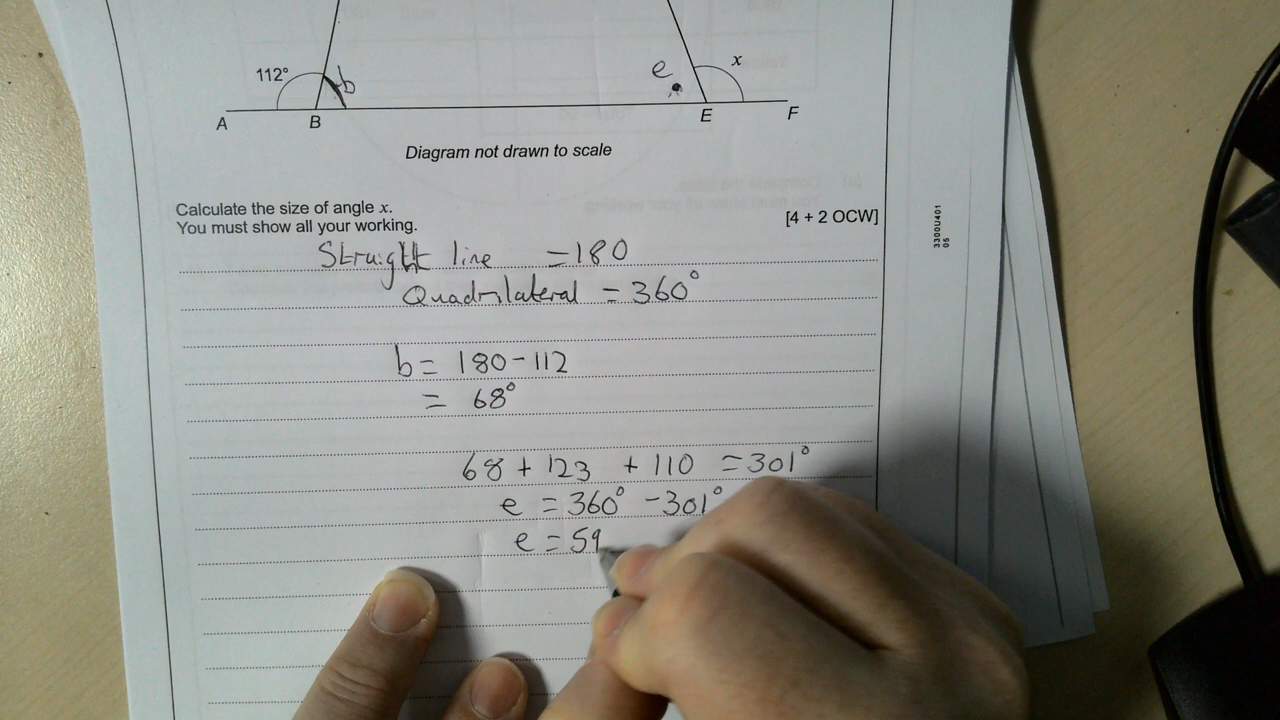 112° b e x
A B E F
Diagram not drawn to scale
Calculate the size of angle x.
You must show all your working.
[4 + 2 OCW]
Straight line = 180
Quadrilateral = 360°
b = 180 - 112
= 68°
68 + 123 + 110 = 301°
e = 360° - 301°
e = 59
3300U401
05